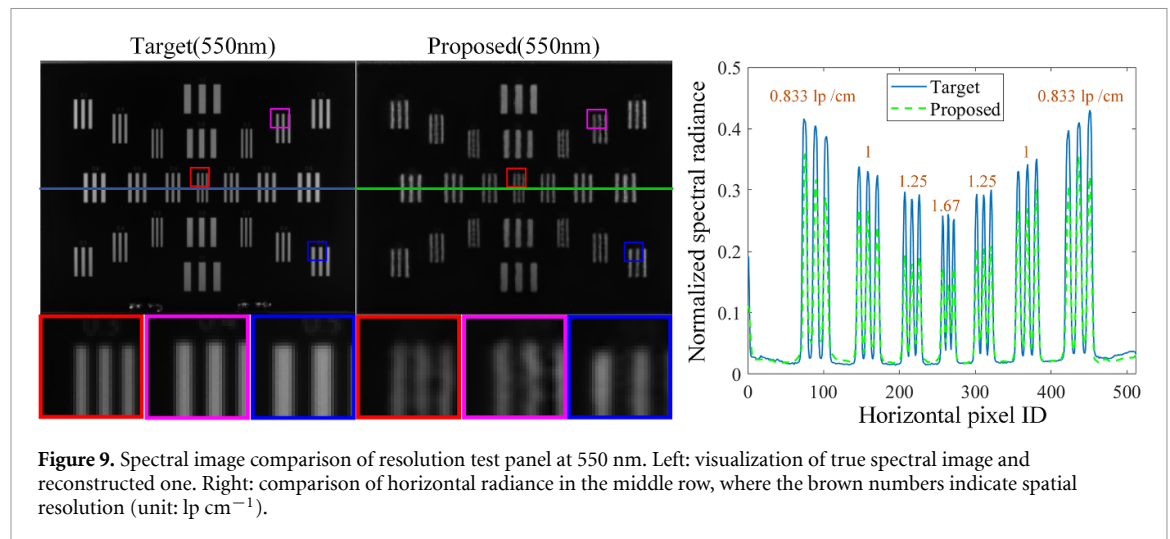 Target(550nm)
Proposed(550nm)
0.5
0.4
0.3
0.2
0.1
0
Normalized spectral radiance
0.833 lp /cm
0.833 lp /cm
Target
Proposed
1
1
1.25
1.25
1.67
0
100
200
300
400
500
Horizontal pixel ID
Figure 9. Spectral image comparison of resolution test panel at 550 nm. Left: visualization of true spectral image and
reconstructed one. Right: comparison of horizontal radiance in the middle row, where the brown numbers indicate spatial
resolution (unit: lp cm⁻¹).